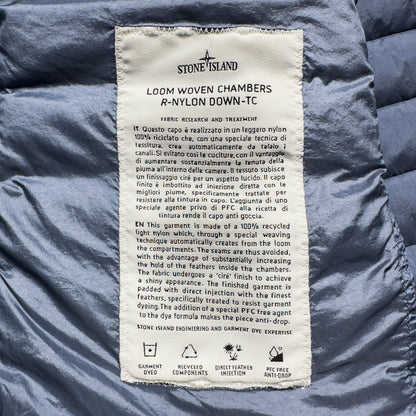 STONE ISLAND
LOOM WOVEN CHAMBERS
R-NYLON DOWN-TC
FABRIC RESEARCH AND TREATMENT
IT: Questo capo è realizzato in un leggero nylon
100% riciclato che, con una speciale tecnica di
tessitura, crea automaticamente da telaio i
canali. Si evitano così le cuciture, con il vantaggio
di aumentare sostanzialmente la tenuta della
piuma all'interno delle camere. Il tessuto subisce
un finissaggio ciré per un aspetto lucido. Il capo
finito è imbottito ad iniezione diretta con le
migliori piume, specificamente trattate per
resistere alla tintura in capo. L'aggiunta di uno
speciale agente privo di PFC alla ricetta di
tintura rende il capo anti goccia.
EN: This garment is made of a 100% recycled
light nylon which, through a special weaving
technique automatically creates from the loom
the compartments. The seams are thus avoided,
with the advantage of substantially increasing
the hold of feathers inside the chambers.
The fabric undergoes a 'ciré' finish to achieve
a shiny appearance. The finished garment is
padded with direct injection with the finest
feathers, specifically treated to resist garment
dyeing. The addition of a special PFC free agent
to the dye formula makes the piece anti-drop.
STONE ISLAND ENGINEERING AND GARMENT DYE EXPERTISE
GARMENT DYED
RECYCLED COMPONENTS
DIRECT FEATHER INJECTION
PFC FREE ANTI-DROP